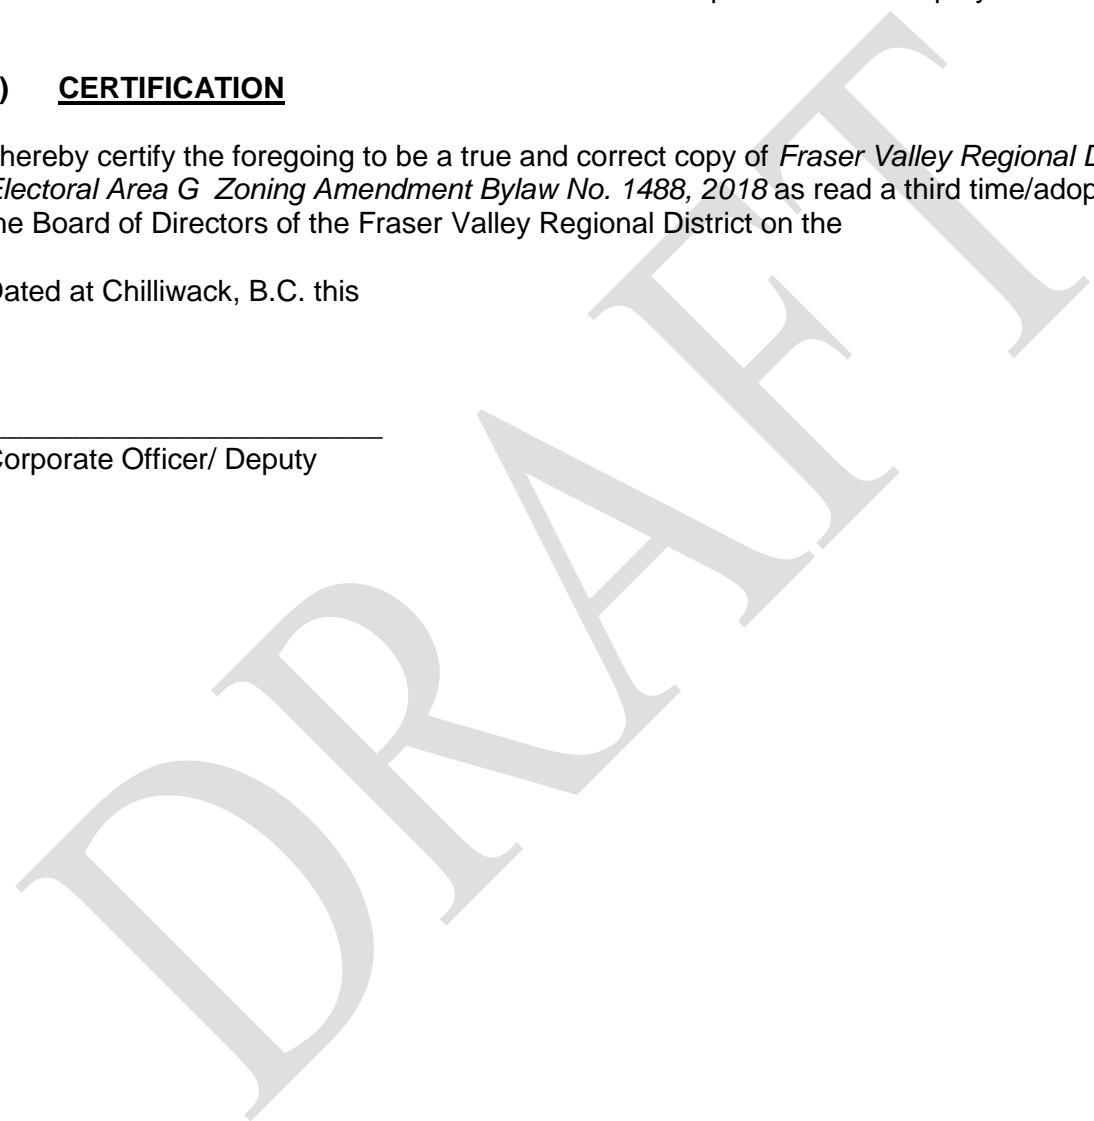 ) CERTIFICATION
hereby certify the foregoing to be a true and correct copy of Fraser Valley Regional D
Electoral Area G Zoning Amendment Bylaw No. 1488, 2018 as read a third time/adop
he Board of Directors of the Fraser Valley Regional District on the
Dated at Chilliwack, B.C. this
_________________________
Corporate Officer/ Deputy
DRAFT